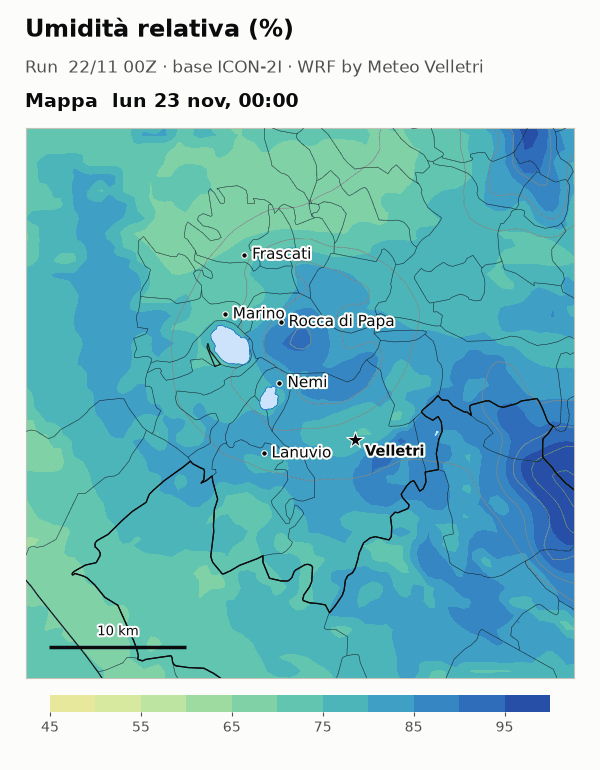 Umidità relativa (%)
Run  22/11 00Z · base ICON-2I · WRF by Meteo Velletri
Mappa  lun 23 nov, 00:00
Frascati
Marino
Rocca di Papa
Nemi
Velletri
Lanuvio
10 km
45 55 65 75 85 95